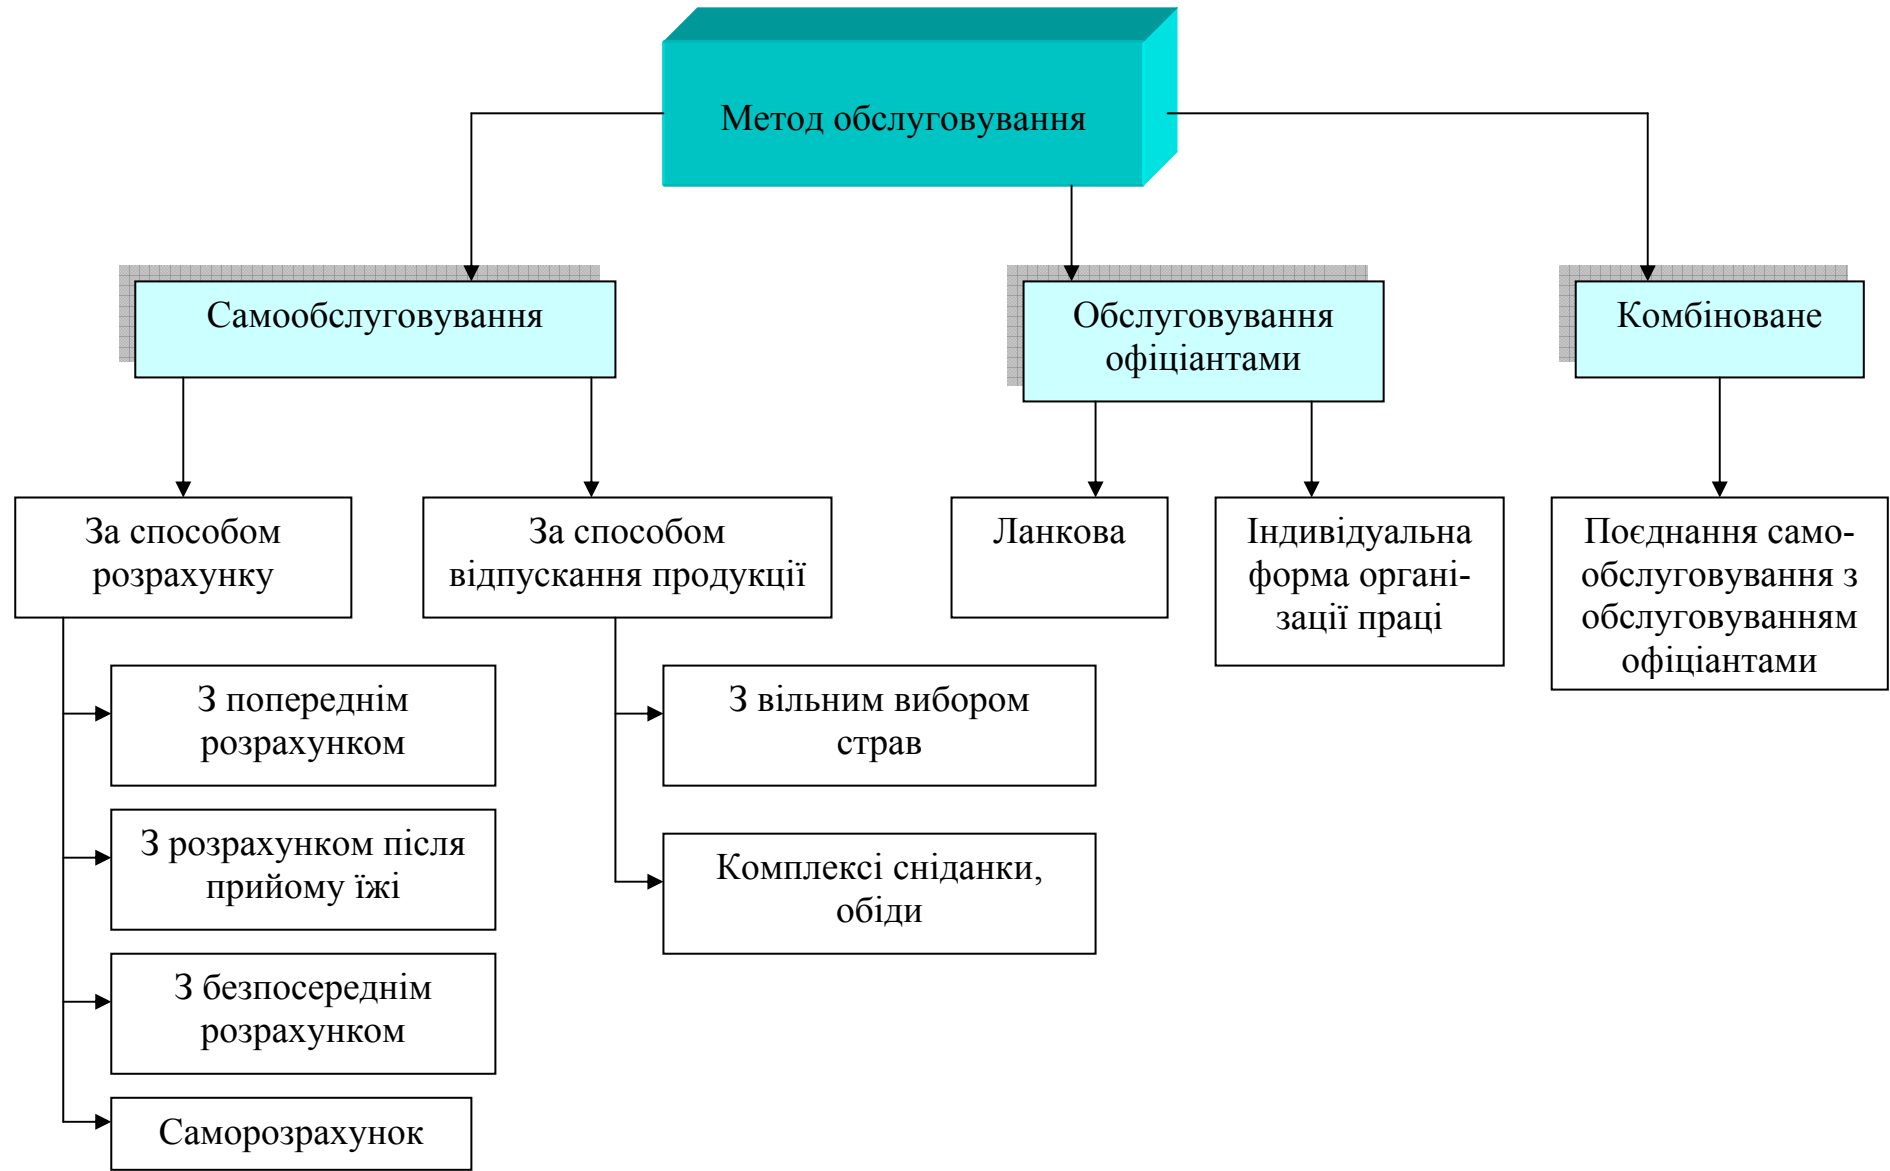 Метод обслуговування
Самообслуговування
Обслуговування
офіціантами
Комбіноване
За способом
розрахунку
За способом
відпускання продукції
Ланкова
Індивідуальна
форма органі-
зації праці
Поєднання само-
обслуговування з
обслуговуванням
офіціантами
З попереднім
розрахунком
З розрахунком після
прийому їжі
З безпосереднім
розрахунком
Саморозрахунок
З вільним вибором
страв
Комплексі сніданки,
обіди